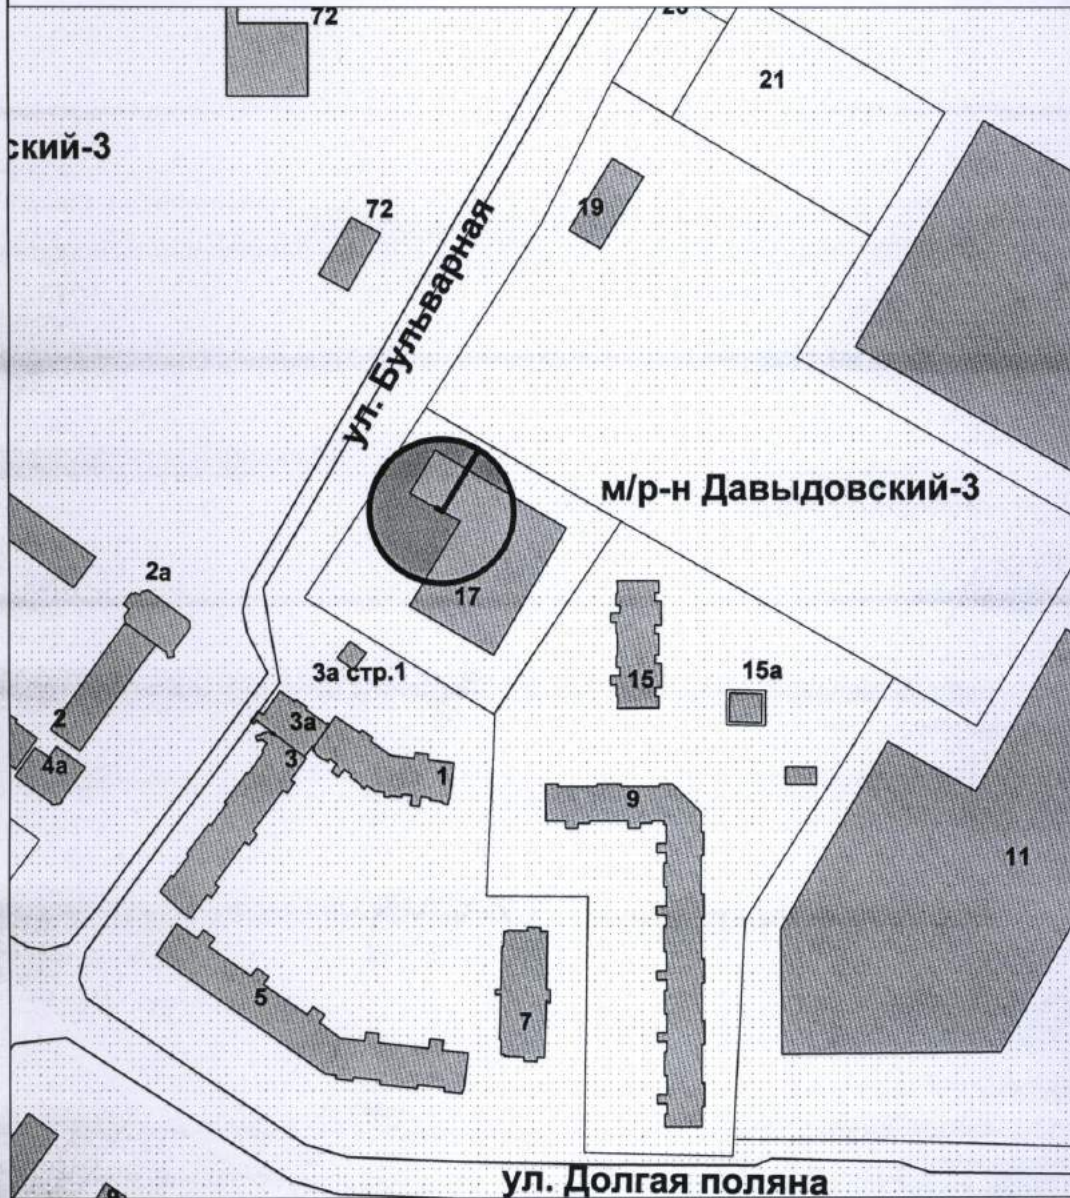 72
21
ский-3
19
72
ул. Бульварная
м/р-н Давыдовский-3
2а
17
3а стр.1
15
15а
2
3а
3
4а
1
9
11
5
7
ул. Долгая поляна